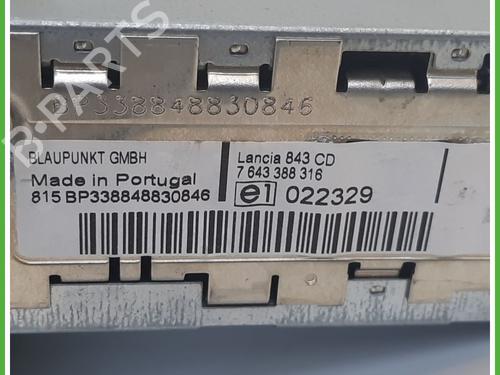 B-PARTS
BP338848830846
BLAUPUNKT GMBH
Lancia 843 CD
Made in Portugal
7 643 388 316
815 BP338848830846
e1 022329